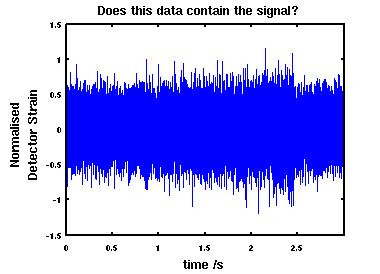 Does this data contain the signal?
1.5
1
0.5
0
-0.5
-1
-1.5
Normalised
Detector Strain
0 0.5 1 1.5 2 2.5
time /s